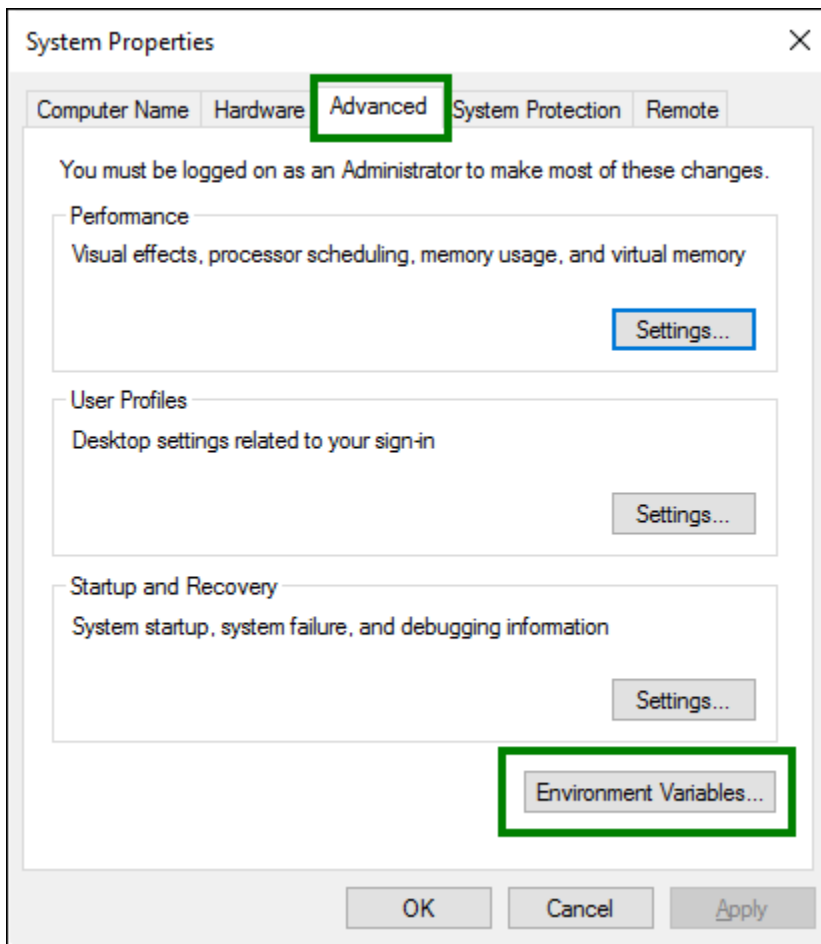 System Properties
Computer Name Hardware Advanced System Protection Remote
You must be logged on as an Administrator to make most of these changes.
Performance
Visual effects, processor scheduling, memory usage, and virtual memory
Settings...
User Profiles
Desktop settings related to your sign-in
Settings...
Startup and Recovery
System startup, system failure, and debugging information
Settings...
Environment Variables...
OK Cancel Apply